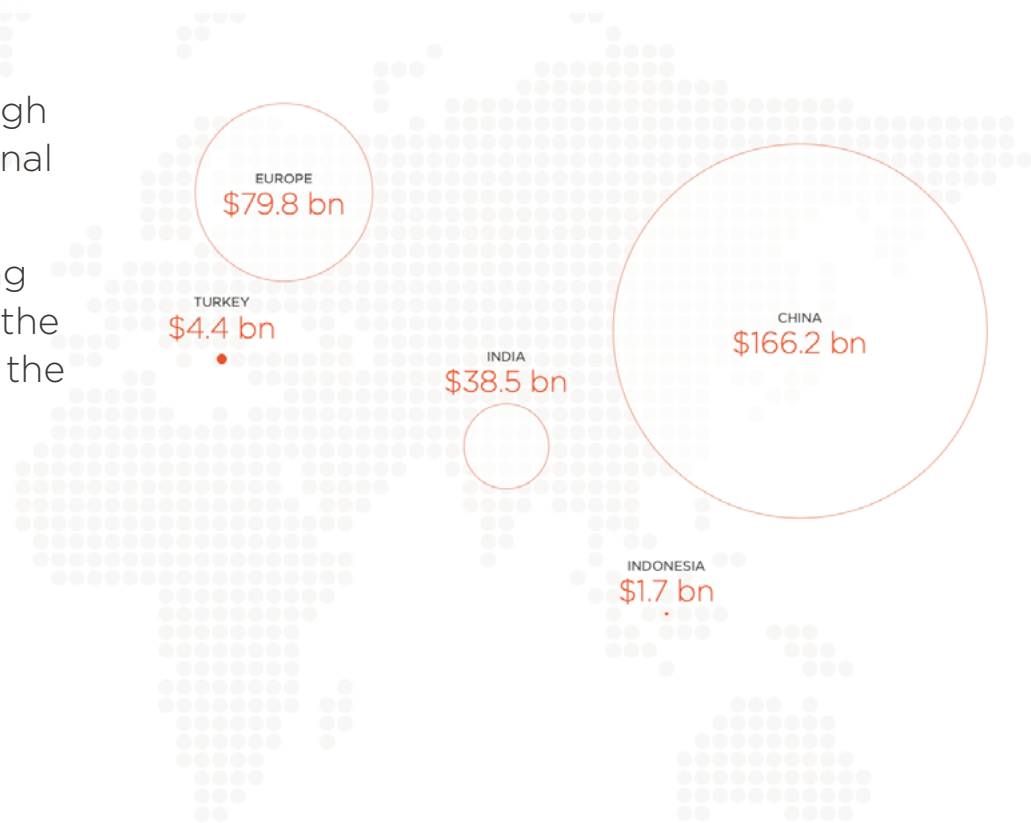 gh
nal
g
the
the
EUROPE
$79.8 bn
TURKEY
$4.4 bn
INDIA
$38.5 bn
CHINA
$166.2 bn
INDONESIA
$1.7 bn